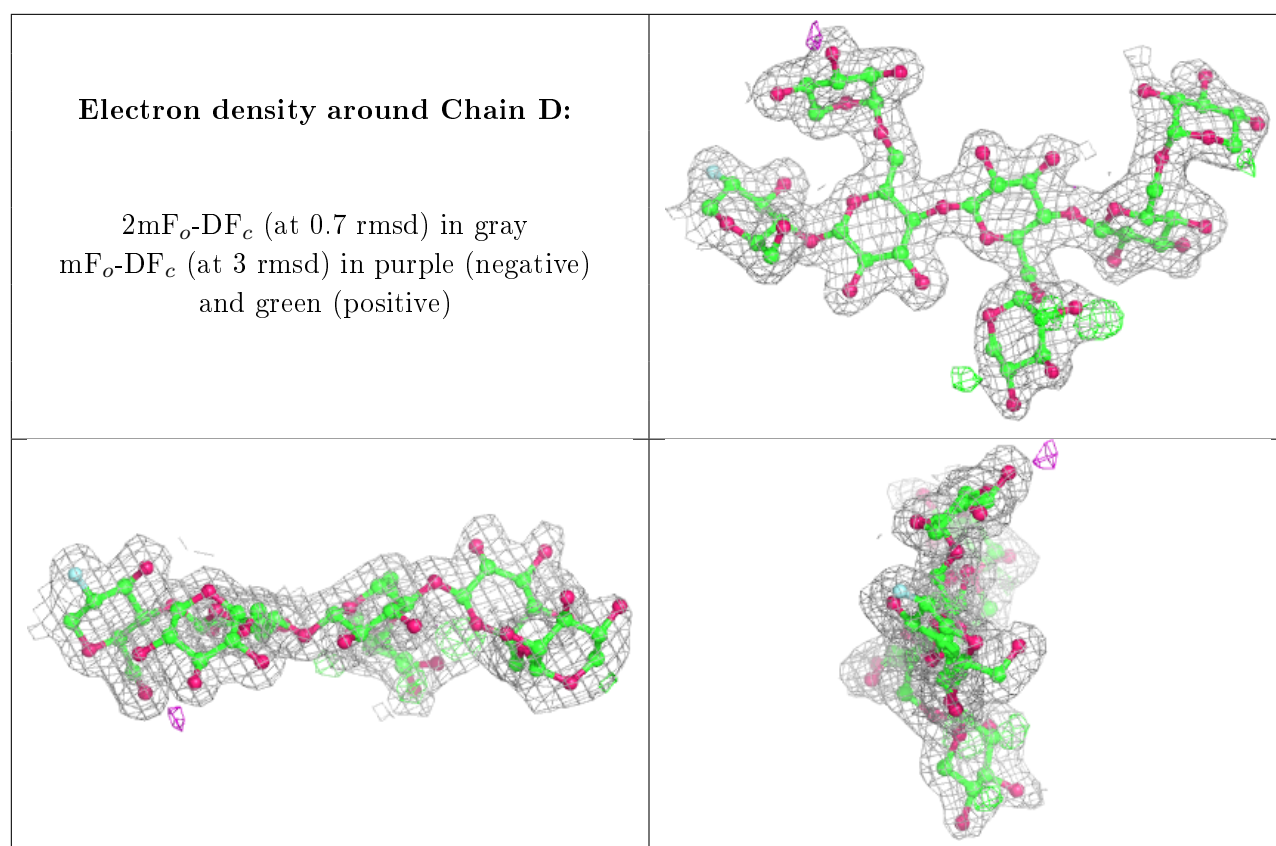 Electron density around Chain D:
2mFo-DFc (at 0.7 rmsd) in gray
mFo-DFc (at 3 rmsd) in purple (negative)
and green (positive)